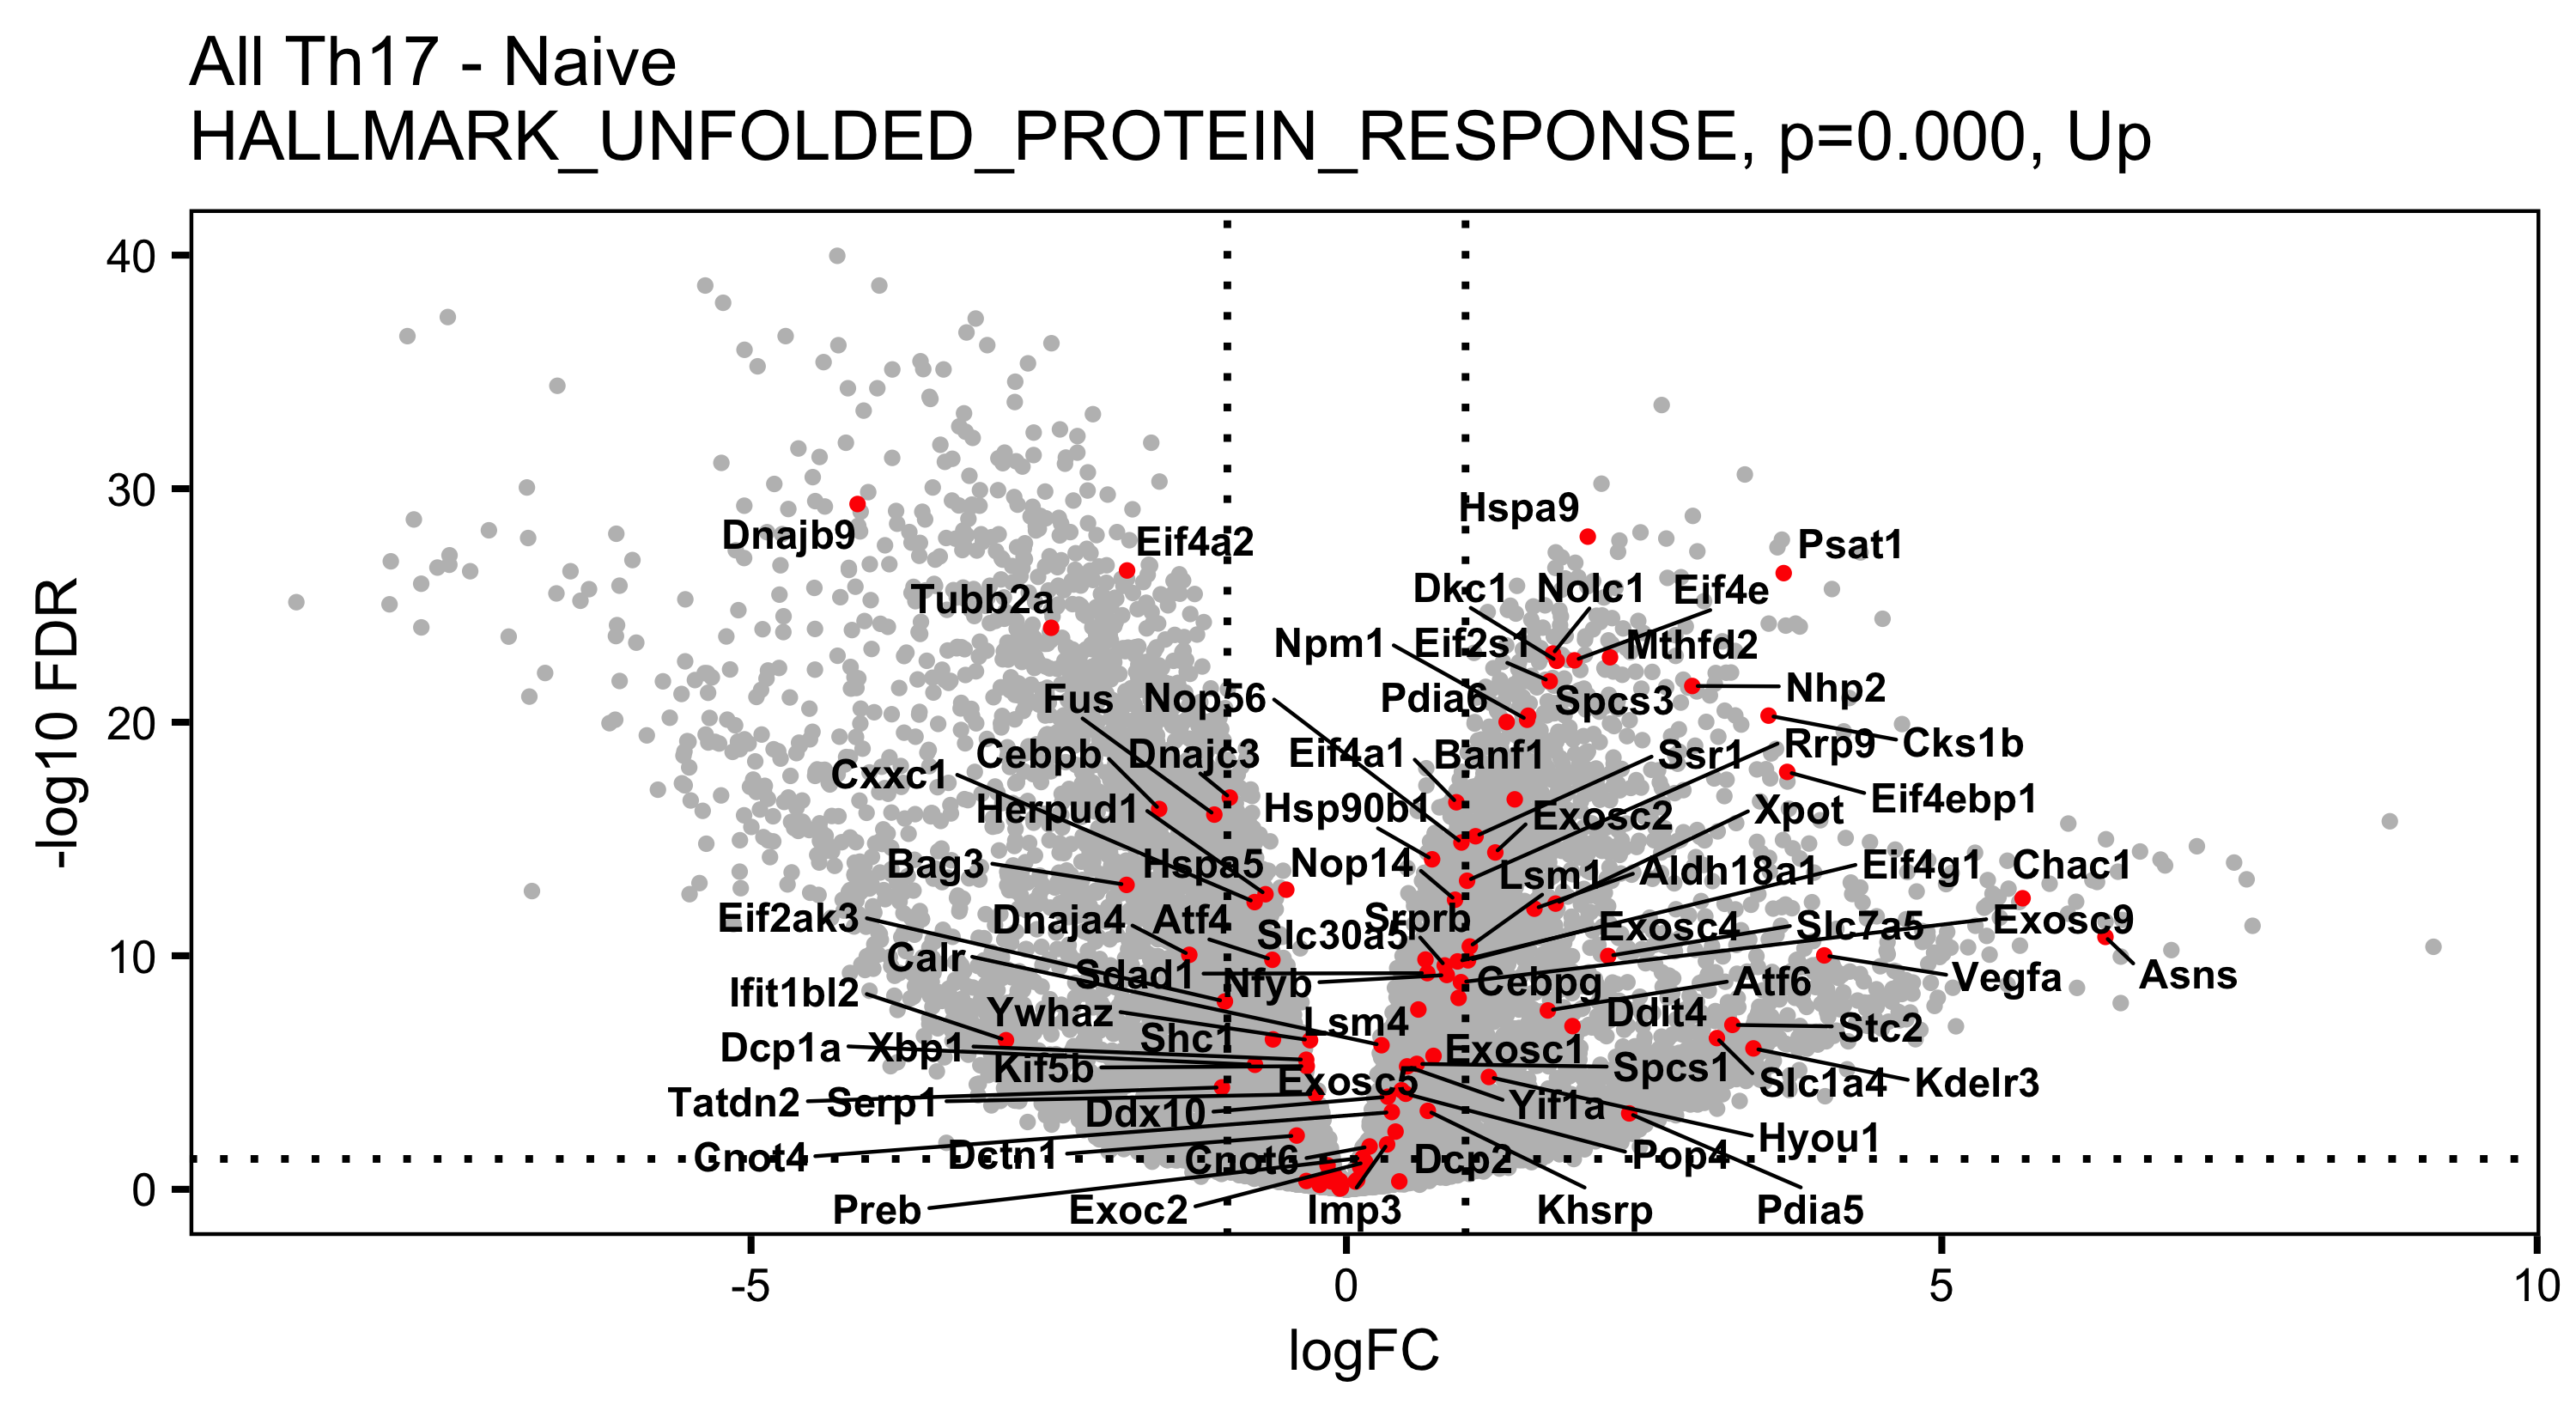 All Th17 - Naive
HALLMARK_UNFOLDED_PROTEIN_RESPONSE, p=0.000, Up
-log10 FDR
40
30
20
10
0
Hspa9
Dnajb9
Eif4a2
Psat1
Tubb2a
Dkc1 Nolc1 Eif4e
Npm1 Eif2s1 Mthfd2
Fus Nop56 Pdia6 Spcs3 Nhp2
Cebpb Dnajc3 Eif4a1 Banf1 Ssr1 Rrp9 Cks1b
Cxxc1
Herpud1 Hsp90b1 Exosc2 Xpot Eif4ebp1
Bag3 Hspa5 Nop14 Lsm1 Aldh18a1 Eif4g1 Chac1
Eif2ak3 Dnaja4 Atf4 Slc30a5 Srprb Exosc4 Slc7a5 Exosc9
Calr Sdad1 Nfyb Cebpg Atf6 Vegfa Asns
Ifit1bl2 Ywhaz Lsm4 Ddit4 Stc2
Dcp1a Xbp1 Shc1 Exosc1
Kif5b Exosc5 Spcs1 Slc1a4 Kdelr3
Tatdn2 Serp1 Ddx10 Yif1a
Cnot4 Dctn1 Cnot6 Dcp2 Pop4 Hyou1
Preb Exoc2 Imp3 Khsrp Pdia5
-5
0
5
10
logFC